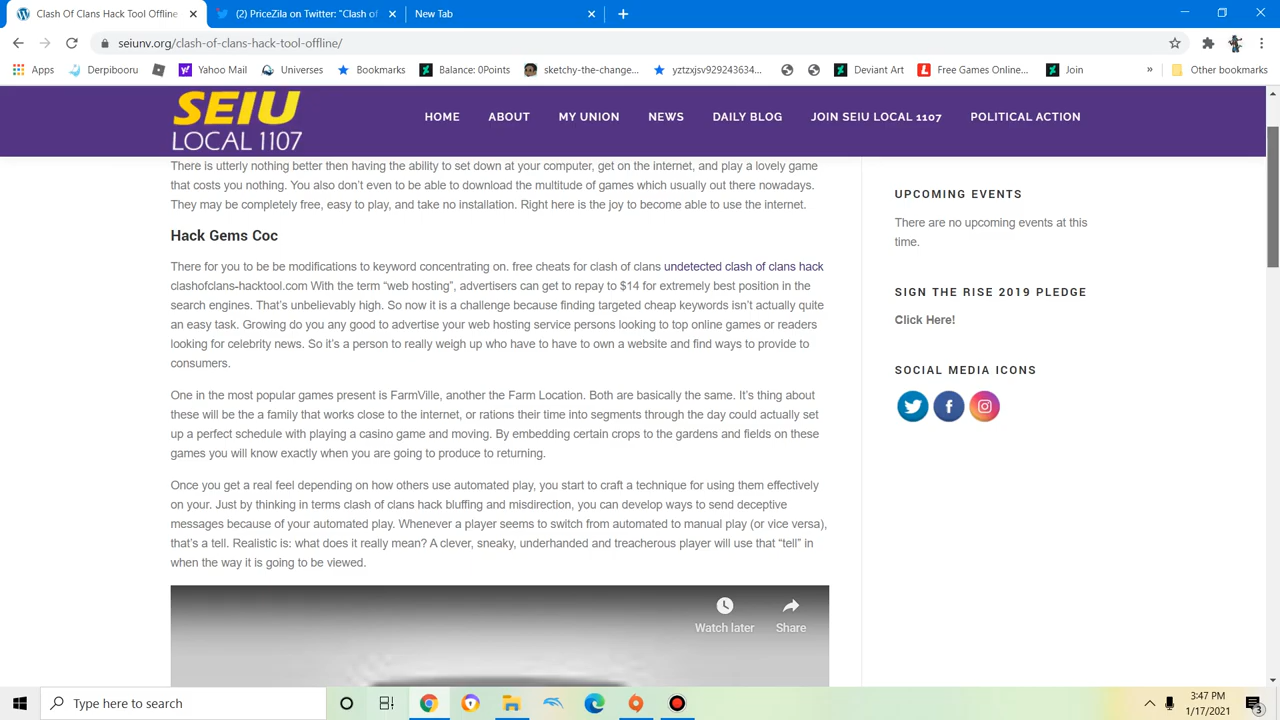 Clash Of Clans Hack Tool Offline
(2) PriceZila on Twitter: "Clash of
New Tab
seiunv.org/clash-of-clans-hack-tool-offline/
Apps
Derpibooru
Yahoo Mail
Universes
Bookmarks
Balance: 0Points
sketchy-the-change...
yztzxjsv929243634...
Deviant Art
Free Games Online...
Join
»
Other bookmarks
SEIU
LOCAL 1107
HOME
ABOUT
MY UNION
NEWS
DAILY BLOG
JOIN SEIU LOCAL 1107
POLITICAL ACTION
There is utterly nothing better then having the ability to set down at your computer, get on the internet, and play a lovely game
that costs you nothing. You also don't even to be able to download the multitude of games which usually out there nowadays.
They may be completely free, easy to play, and take no installation. Right here is the joy to become able to use the internet.
Hack Gems Coc
There for you to be be modifications to keyword concentrating on. free cheats for clash of clans undetected clash of clans hack
clashofclans-hacktool.com With the term “web hosting”, advertisers can get to repay to $14 for extremely best position in the
search engines. That’s unbelievably high. So now it is a challenge because finding targeted cheap keywords isn’t actually quite
an easy task. Growing do you any good to advertise your web hosting service persons looking to top online games or readers
looking for celebrity news. So it’s a person to really weigh up who have to have to own a website and find ways to provide to
consumers.
One in the most popular games present is FarmVille, another the Farm Location. Both are basically the same. It’s thing about
these will be the a family that works close to the internet, or rations their time into segments through the day could actually set
up a perfect schedule with playing a casino game and moving. By embedding certain crops to the gardens and fields on these
games you will know exactly when you are going to produce to returning.
Once you get a real feel depending on how others use automated play, you start to craft a technique for using them effectively
on your. Just by thinking in terms clash of clans hack bluffing and misdirection, you can develop ways to send deceptive
messages because of your automated play. Whenever a player seems to switch from automated to manual play (or vice versa),
that’s a tell. Realistic is: what does it really mean? A clever, sneaky, underhanded and treacherous player will use that “tell” in
when the way it is going to be viewed.
Watch later
Share
UPCOMING EVENTS
There are no upcoming events at this
time.
SIGN THE RISE 2019 PLEDGE
Click Here!
SOCIAL MEDIA ICONS
Type here to search
3:47 PM
1/17/2021
3